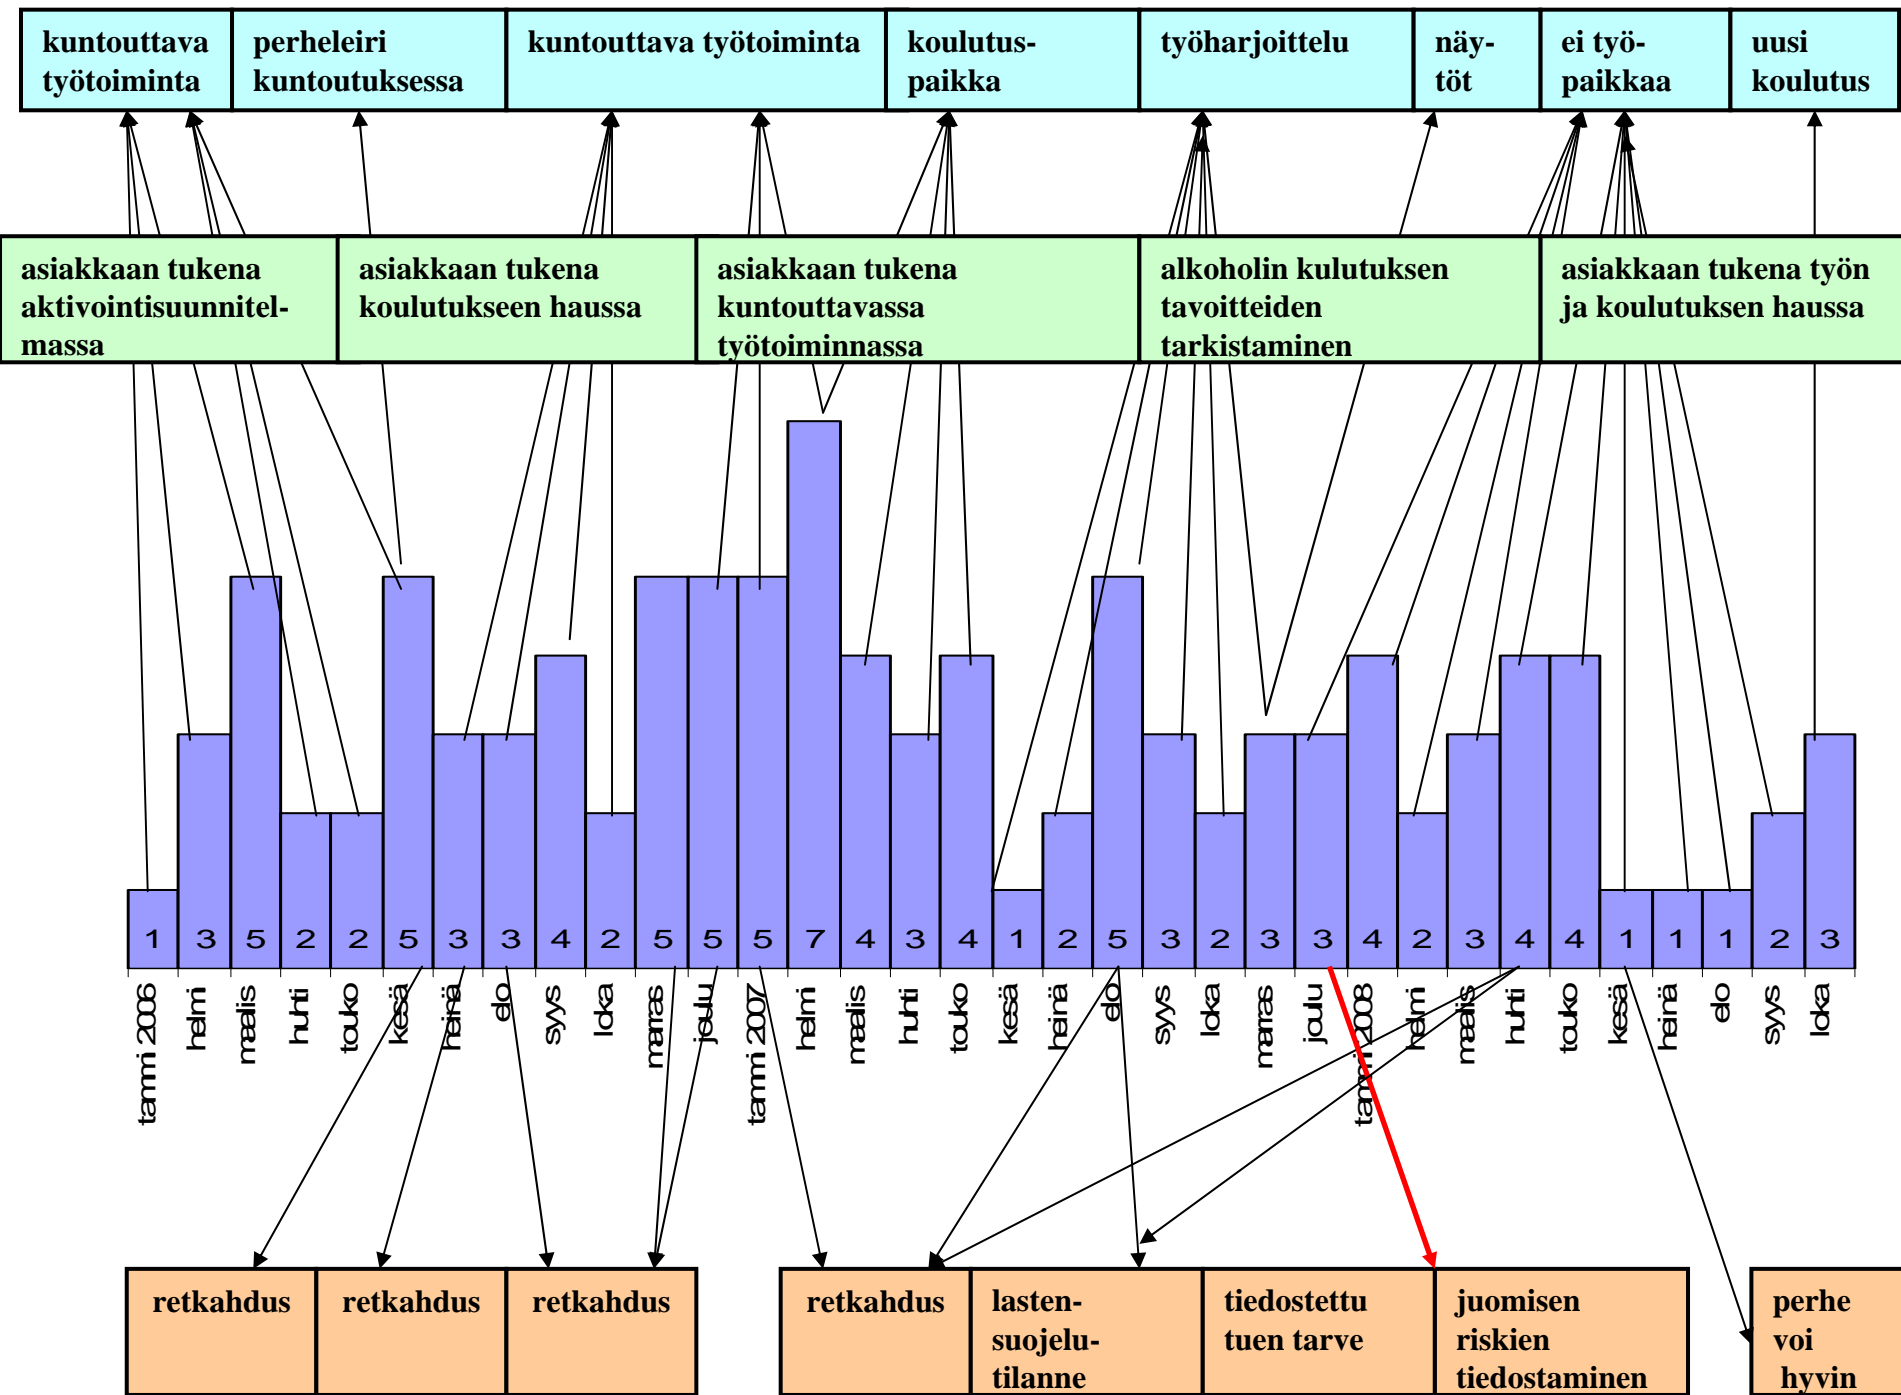 kuntouttava
työtoiminta
perheleiri
kuntoutuksessa
kuntouttava työtoiminta
koulutus-
paikka
työharjoittelu
näy-
töt
ei työ-
paikkaa
uusi
koulutus
asiakkaan tukena
aktivointisuunnitel-
massa
asiakkaan tukena
koulutukseen haussa
asiakkaan tukena
kuntouttavassa
työtoiminnassa
alkoholin kulutuksen
tavoitteiden
tarkistaminen
asiakkaan tukena työn
ja koulutuksen haussa
1 3 5 2 2 5 3 3 4 2 5 5 5 7 4 3 4 1 2 5 3 2 3 3 4 2 3 4 4 1 1 1 2 3
tammi 2006
helmi
maalis
huhti
touko
kesä
heinä
elo
syys
loka
marras
joulu
tammi 2007
helmi
maalis
huhti
touko
kesä
heinä
elo
syys
loka
marras
joulu
tammi 2008
helmi
maalis
huhti
touko
kesä
heinä
elo
syys
loka
retkahdus
retkahdus
retkahdus
retkahdus
lasten-
suojelu-
tilanne
tiedostettu
tuen tarve
juomisen
riskien
tiedostaminen
perhe
voi
hyvin